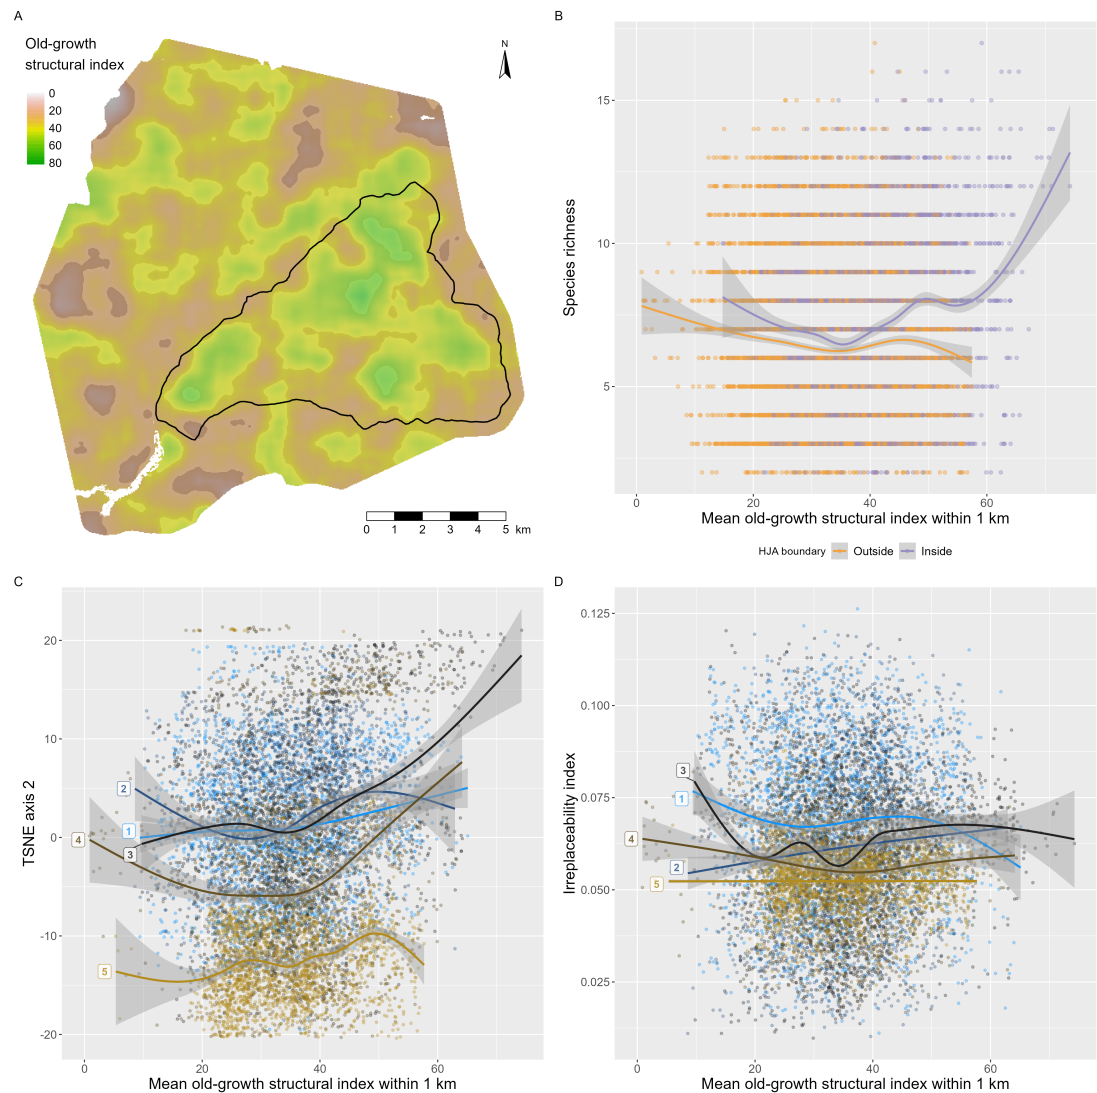 A
Old-growth
structural index
0
20
40
60
80
N
0 1 2 3 4 5 km
B
Species richness
15
10
5
0 20 40 60
Mean old-growth structural index within 1 km
HJA boundary Outside Inside
C
TSNE axis 2
20
10
0
-10
-20
2
1
4
3
5
0 20 40 60
Mean old-growth structural index within 1 km
D
Irreplaceability index
0.125
0.100
0.075
0.050
0.025
3
1
4
2
5
0 20 40 60
Mean old-growth structural index within 1 km